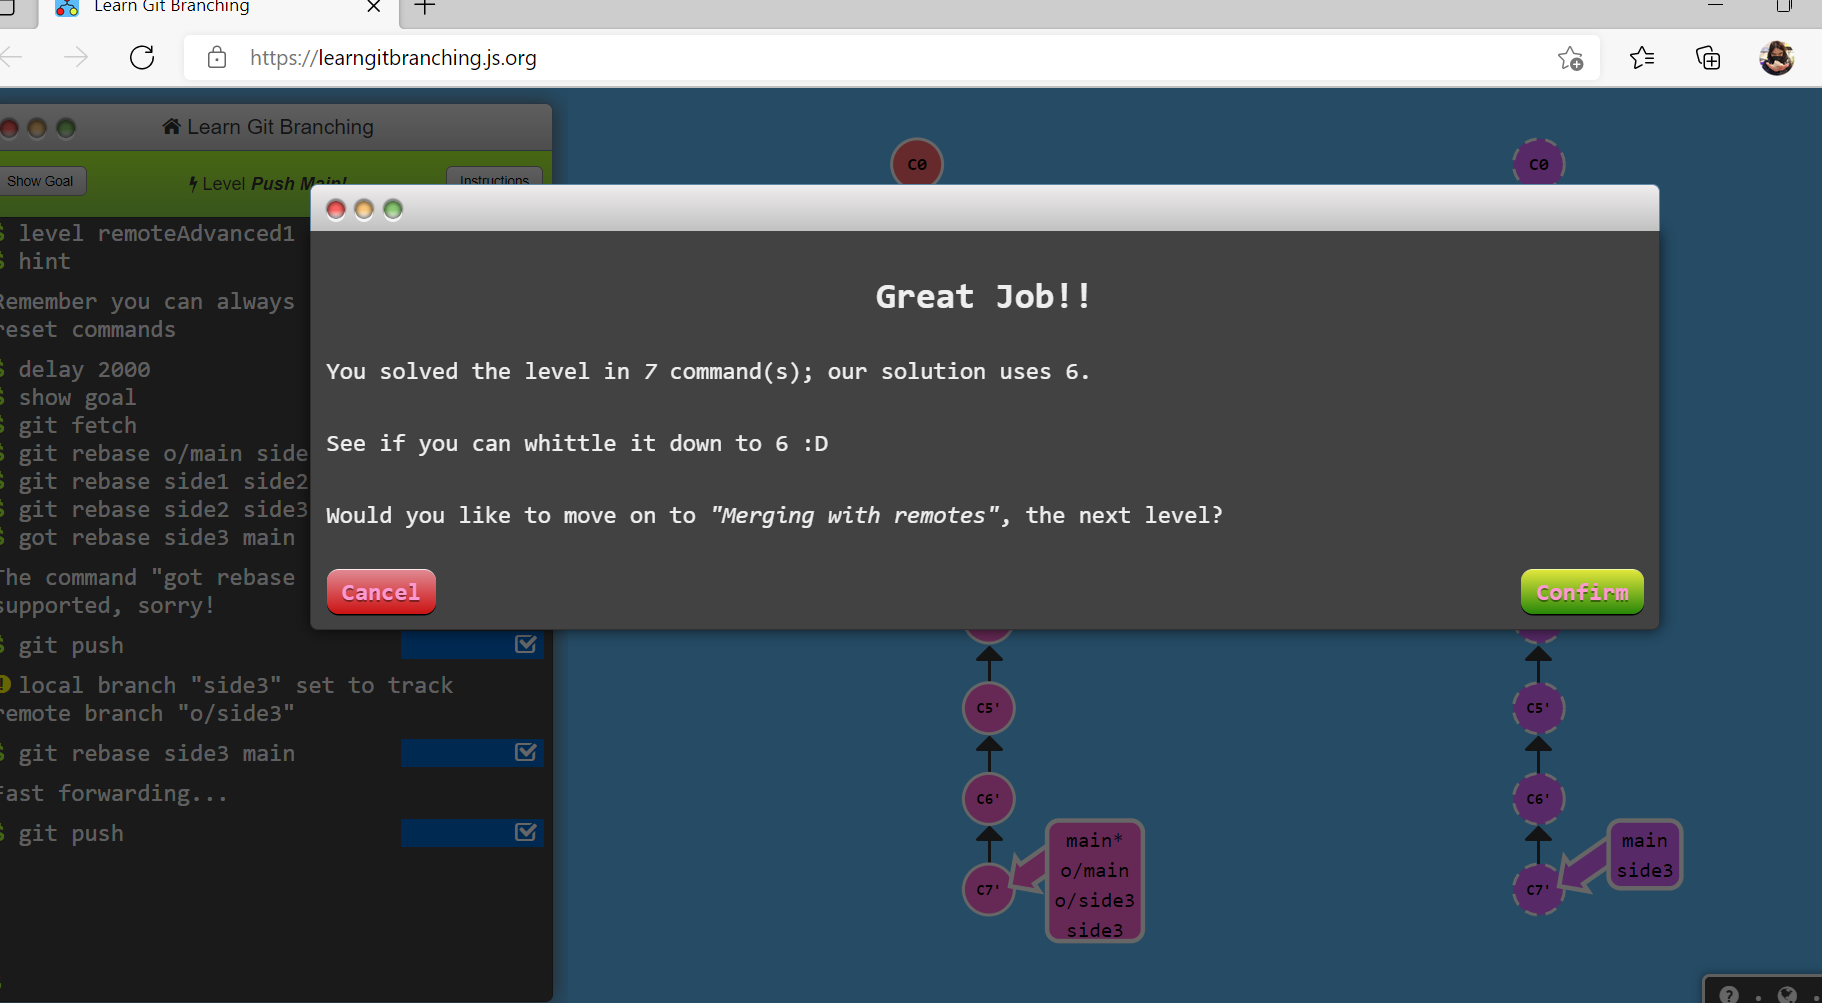 Learn Git Branching
https://learngitbranching.js.org
Learn Git Branching
Show Goal
Level Push Main!
Instructions
$ level remoteAdvanced1
$ hint
Remember you can always
reset commands
$ delay 2000
$ show goal
$ git fetch
$ git rebase o/main side
$ git rebase side1 side2
$ git rebase side2 side3
$ got rebase side3 main
The command "got rebase
supported, sorry!
$ git push
local branch "side3" set to track
remote branch "o/side3"
$ git rebase side3 main
Fast forwarding...
$ git push
C0
C0
Great Job!!
You solved the level in 7 command(s); our solution uses 6.
See if you can whittle it down to 6 :D
Would you like to move on to "Merging with remotes", the next level?
Cancel
Confirm
C5'
C6'
C7'
main*
o/main
o/side3
side3
C5'
C6'
C7'
main
side3